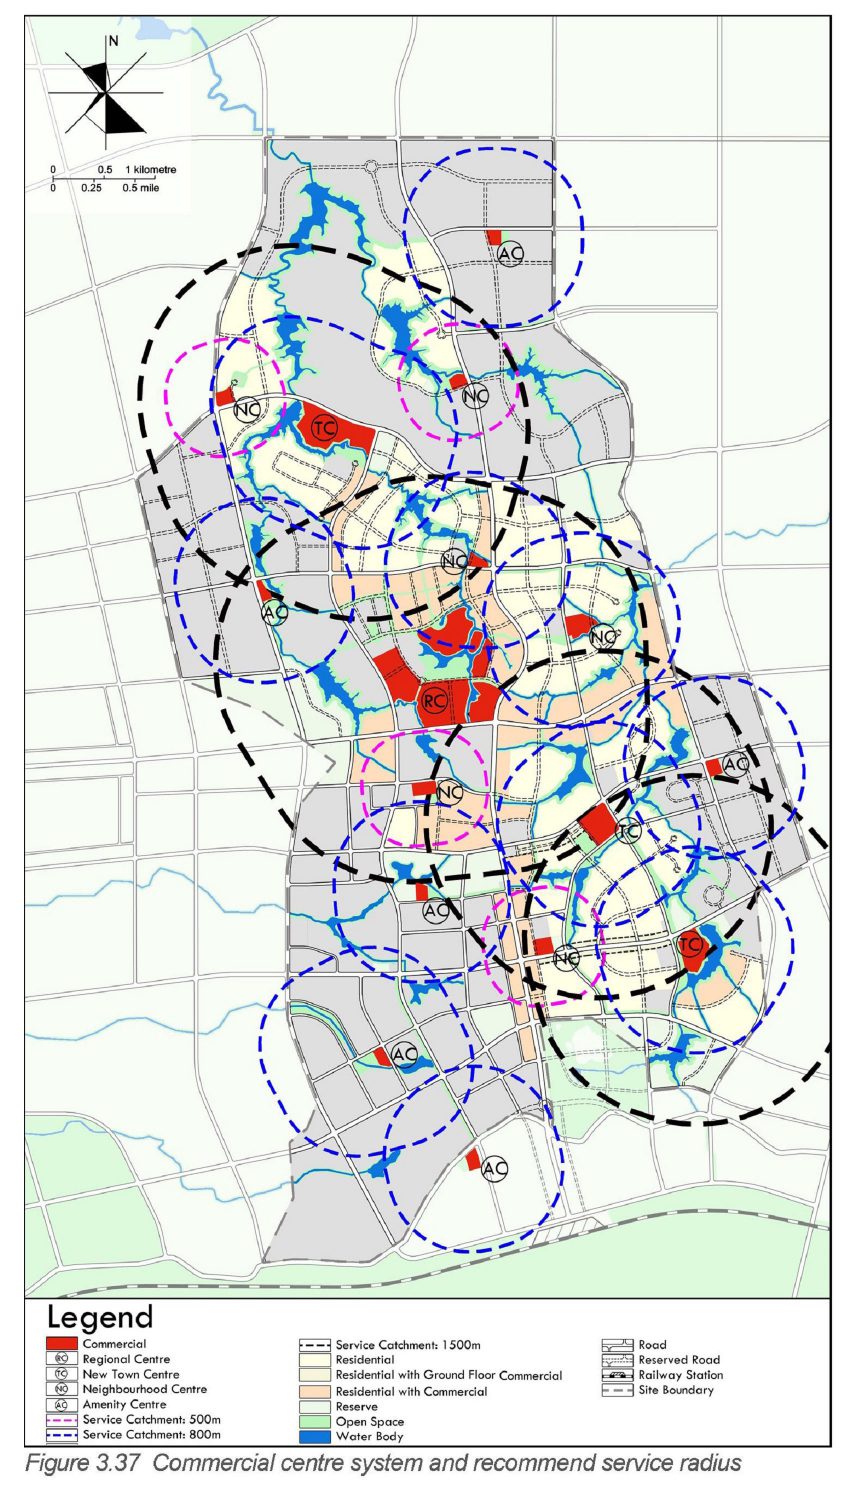 N
0 0.5 1 kilometre
0 0.25 0.5 mile
AC
NC
NC
TC
NC
AC
NC
RC
AC
NC
TC
AC
TC
NC
AC
AC
Legend
Commercial
RC Regional Centre
TC New Town Centre
NC Neighbourhood Centre
AC Amenity Centre
Service Catchment: 500m
Service Catchment: 800m
Service Catchment: 1500m
Residential
Residential with Ground Floor Commercial
Residential with Commercial
Reserve
Open Space
Water Body
Road
Reserved Road
Railway Station
Site Boundary
Figure 3.37 Commercial centre system and recommend service radius